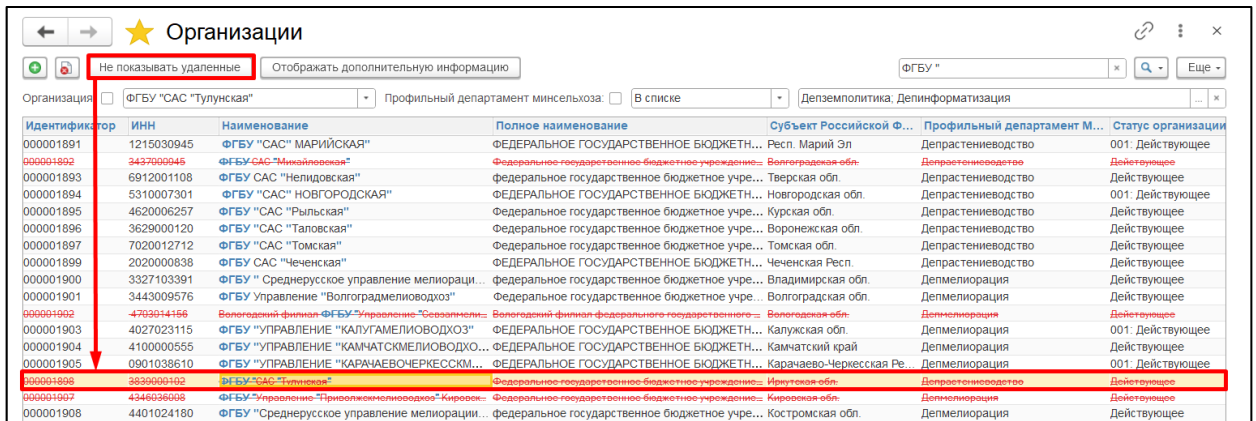 Организации
Не показывать удаленные Отображать дополнительную информацию ФГБУ " × Еще
Организация: ФГБУ "САС "Тулунская" Профильный департамент минсельхоза: В списке Депземполитика; Депинформатизация ... ×
Идентификатор ИНН Наименование Полное наименование Субъект Российской Ф... Профильный департамент М... Статус организации
000001891 1215030945 ФГБУ "САС" МАРИЙСКАЯ" ФЕДЕРАЛЬНОЕ ГОСУДАРСТВЕННОЕ БЮДЖЕТН... Респ. Марий Эл Депрастениеводство 001: Действующее
000001892 3437000945 ФГБУ САС "Михайловская" Федеральное государственное бюджетное учреждение... Волгоградская обл. Депрастениеводство Действующее
000001893 6912001108 ФГБУ САС "Нелидовская" федеральное государственное бюджетное учре... Тверская обл. Депрастениеводство Действующее
000001894 5310007301 ФГБУ "САС" НОВГОРОДСКАЯ" ФЕДЕРАЛЬНОЕ ГОСУДАРСТВЕННОЕ БЮДЖЕТН... Новгородская обл. Депрастениеводство 001: Действующее
000001895 4620006257 ФГБУ "САС "Рыльская" Федеральное государственное бюджетное учре... Курская обл. Депрастениеводство Действующее
000001896 3629000120 ФГБУ "САС "Таловская" Федеральное государственное бюджетное учре... Воронежская обл. Депрастениеводство Действующее
000001897 7020012712 ФГБУ "САС "Томская" Федеральное государственное бюджетное учре... Томская обл. Депрастениеводство Действующее
000001899 2020000838 ФГБУ САС "Чеченская" ФЕДЕРАЛЬНОЕ ГОСУДАРСТВЕННОЕ БЮДЖЕТН... Чеченская Респ. Депрастениеводство Действующее
000001900 3327103391 ФГБУ " Среднерусское управление мелиораци... Федеральное государственное бюджетное учре... Владимирская обл. Депмелиорация Действующее
000001901 3443009576 ФГБУ Управление "Волгоградмелиоводхоз" Федеральное государственное бюджетное учре... Волгоградская обл. Депмелиорация Действующее
000001902 4703014156 Вологодский филиал ФГБУ "Управление "Севзапмели... Вологодский филиал федерального государственного ... Вологодская обл. Депмелиорация Действующее
000001903 4027023115 ФГБУ "УПРАВЛЕНИЕ "КАЛУГАМЕЛИОВОДХОЗ" ФЕДЕРАЛЬНОЕ ГОСУДАРСТВЕННОЕ БЮДЖЕТН... Калужская обл. Депмелиорация 001: Действующее
000001904 4100000555 ФГБУ "УПРАВЛЕНИЕ "КАМЧАТСКМЕЛИОВОДХО... ФЕДЕРАЛЬНОЕ ГОСУДАРСТВЕННОЕ БЮДЖЕТН... Камчатский край Депмелиорация Действующее
000001905 0901038610 ФГБУ "УПРАВЛЕНИЕ "КАРАЧАЕВОЧЕРКЕССКМ... ФЕДЕРАЛЬНОЕ ГОСУДАРСТВЕННОЕ БЮДЖЕТН... Карачаево-Черкесская Ре... Депмелиорация 001: Действующее
000001898 3839000102 ФГБУ "САС "Тулунская" Федеральное государственное бюджетное учреждение... Иркутская обл. Депрастениеводство Действующее
000001907 4346036008 ФГБУ "Управление "Приволжскмелиоводхоз" Кировск... Федеральное государственное бюджетное учреждение... Кировская обл. Депмелиорация Действующее
000001908 4401024180 ФГБУ "Среднерусское управление мелиорации... федеральное государственное бюджетное учре... Костромская обл. Депмелиорация Действующее